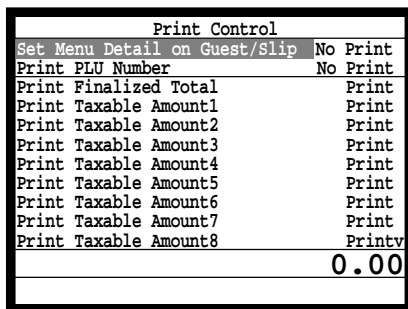 Print Control
Set Menu Detail on Guest/Slip No Print
Print PLU Number No Print
Print Finalized Total Print
Print Taxable Amount1 Print
Print Taxable Amount2 Print
Print Taxable Amount3 Print
Print Taxable Amount4 Print
Print Taxable Amount5 Print
Print Taxable Amount6 Print
Print Taxable Amount7 Print
Print Taxable Amount8 Printv
0.00